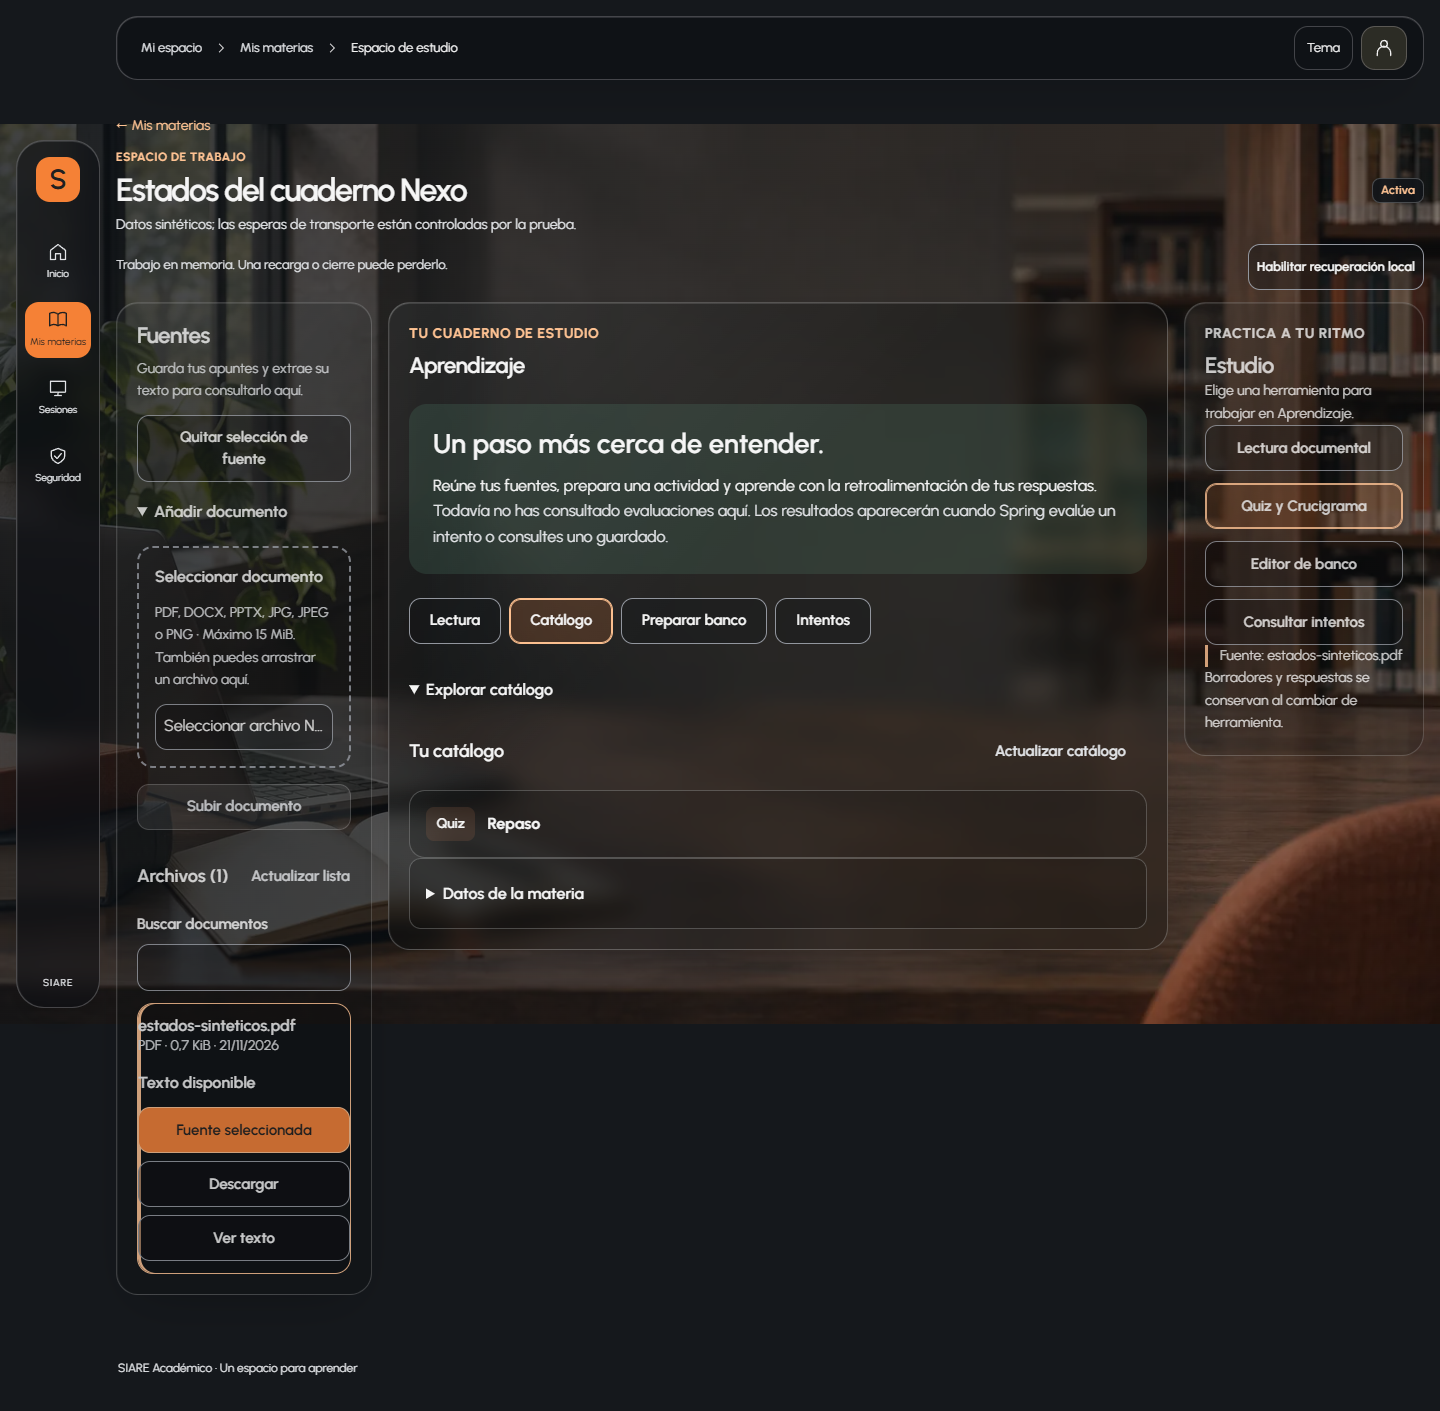 Mi espacio > Mis materias > Espacio de estudio
Tema
← Mis materias
ESPACIO DE TRABAJO
Estados del cuaderno Nexo
Activa
Datos sintéticos; las esperas de transporte están controladas por la prueba.
Trabajo en memoria. Una recarga o cierre puede perderlo.
Habilitar recuperación local
S
Inicio
Mis materias
Sesiones
Seguridad
SIARE
Fuentes
Guarda tus apuntes y extrae su
texto para consultarlo aquí.
Quitar selección de
fuente
▼ Añadir documento
Seleccionar documento
PDF, DOCX, PPTX, JPG, JPEG
o PNG · Máximo 15 MiB.
También puedes arrastrar
un archivo aquí.
Seleccionar archivo N...
Subir documento
Archivos (1)
Actualizar lista
Buscar documentos
estados-sinteticos.pdf
PDF · 0,7 KiB · 21/11/2026
Texto disponible
Fuente seleccionada
Descargar
Ver texto
TU CUADERNO DE ESTUDIO
Aprendizaje
Un paso más cerca de entender.
Reúne tus fuentes, prepara una actividad y aprende con la retroalimentación de tus respuestas.
Todavía no has consultado evaluaciones aquí. Los resultados aparecerán cuando Spring evalúe un
intento o consultes uno guardado.
Lectura
Catálogo
Preparar banco
Intentos
▼ Explorar catálogo
Tu catálogo
Actualizar catálogo
Quiz
Repaso
▶ Datos de la materia
PRACTICA A TU RITMO
Estudio
Elige una herramienta para
trabajar en Aprendizaje.
Lectura documental
Quiz y Crucigrama
Editor de banco
Consultar intentos
Fuente: estados-sinteticos.pdf
Borradores y respuestas se
conservan al cambiar de
herramienta.
SIARE Académico · Un espacio para aprender